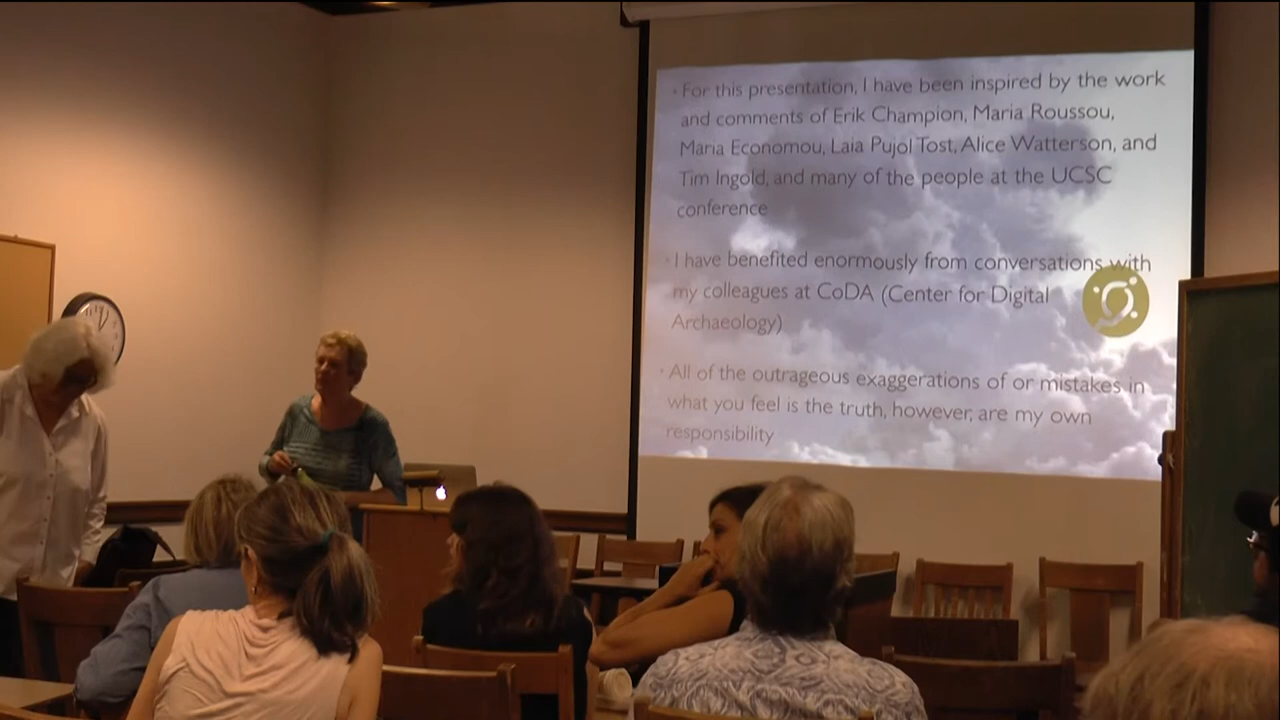 · For this presentation, I have been inspired by the work
and comments of Erik Champion, Maria Roussou,
Maria Economou, Laia Pujol Tost, Alice Watterson, and
Tim Ingold, and many of the people at the UCSC
conference
· I have benefited enormously from conversations with
my colleagues at CoDA (Center for Digital
Archaeology)
· All of the outrageous exaggerations of or mistakes in
what you feel is the truth, however, are my own
responsibility